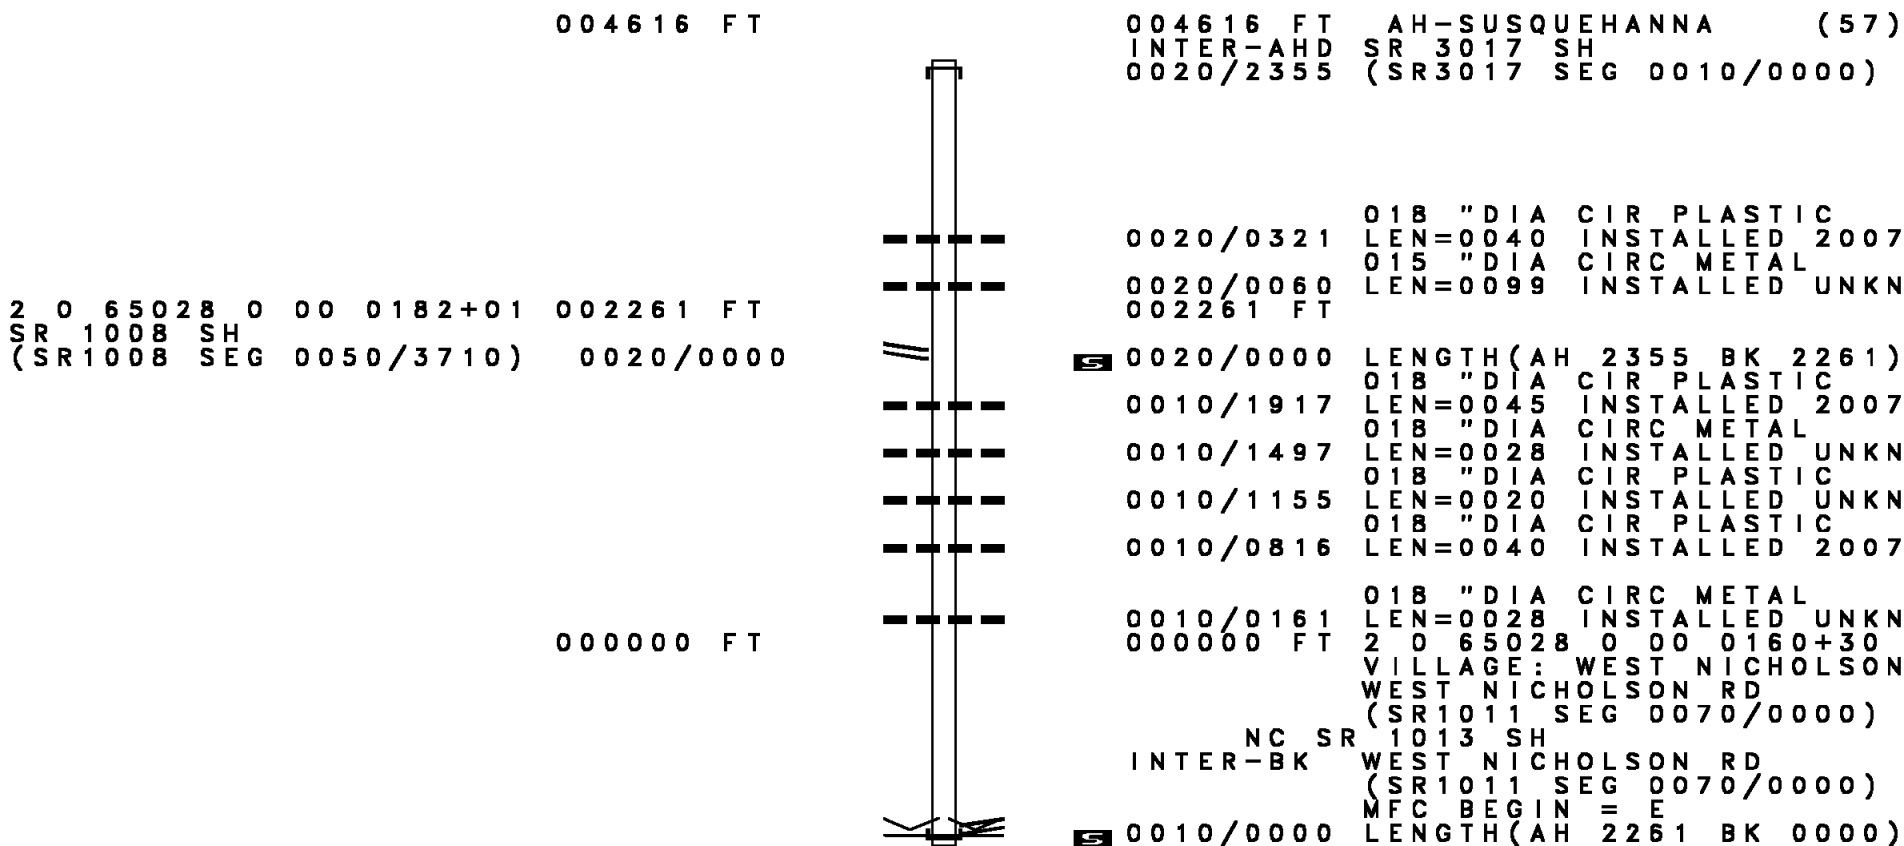 004616 FT
004616 FT AH-SUSQUEHANNA (57)
INTER-AHD SR 3017 SH
0020/2355 (SR3017 SEG 0010/0000)
018 "DIA CIR PLASTIC
0020/0321 LEN=0040 INSTALLED 2007
015 "DIA CIRC METAL
0020/0060 LEN=0099 INSTALLED UNKN
2 0 65028 0 00 0182+01 002261 FT
002261 FT
SR 1008 SH
(SR1008 SEG 0050/3710) 0020/0000
S 0020/0000 LENGTH(AH 2355 BK 2261)
018 "DIA CIR PLASTIC
0010/1917 LEN=0045 INSTALLED 2007
018 "DIA CIRC METAL
0010/1497 LEN=0028 INSTALLED UNKN
018 "DIA CIR PLASTIC
0010/1155 LEN=0020 INSTALLED UNKN
018 "DIA CIR PLASTIC
0010/0816 LEN=0040 INSTALLED 2007
018 "DIA CIRC METAL
0010/0161 LEN=0028 INSTALLED UNKN
000000 FT
000000 FT 2 0 65028 0 00 0160+30
VILLAGE: WEST NICHOLSON
WEST NICHOLSON RD
(SR1011 SEG 0070/0000)
NC SR 1013 SH
INTER-BK WEST NICHOLSON RD
(SR1011 SEG 0070/0000)
MFC BEGIN = E
S 0010/0000 LENGTH(AH 2261 BK 0000)